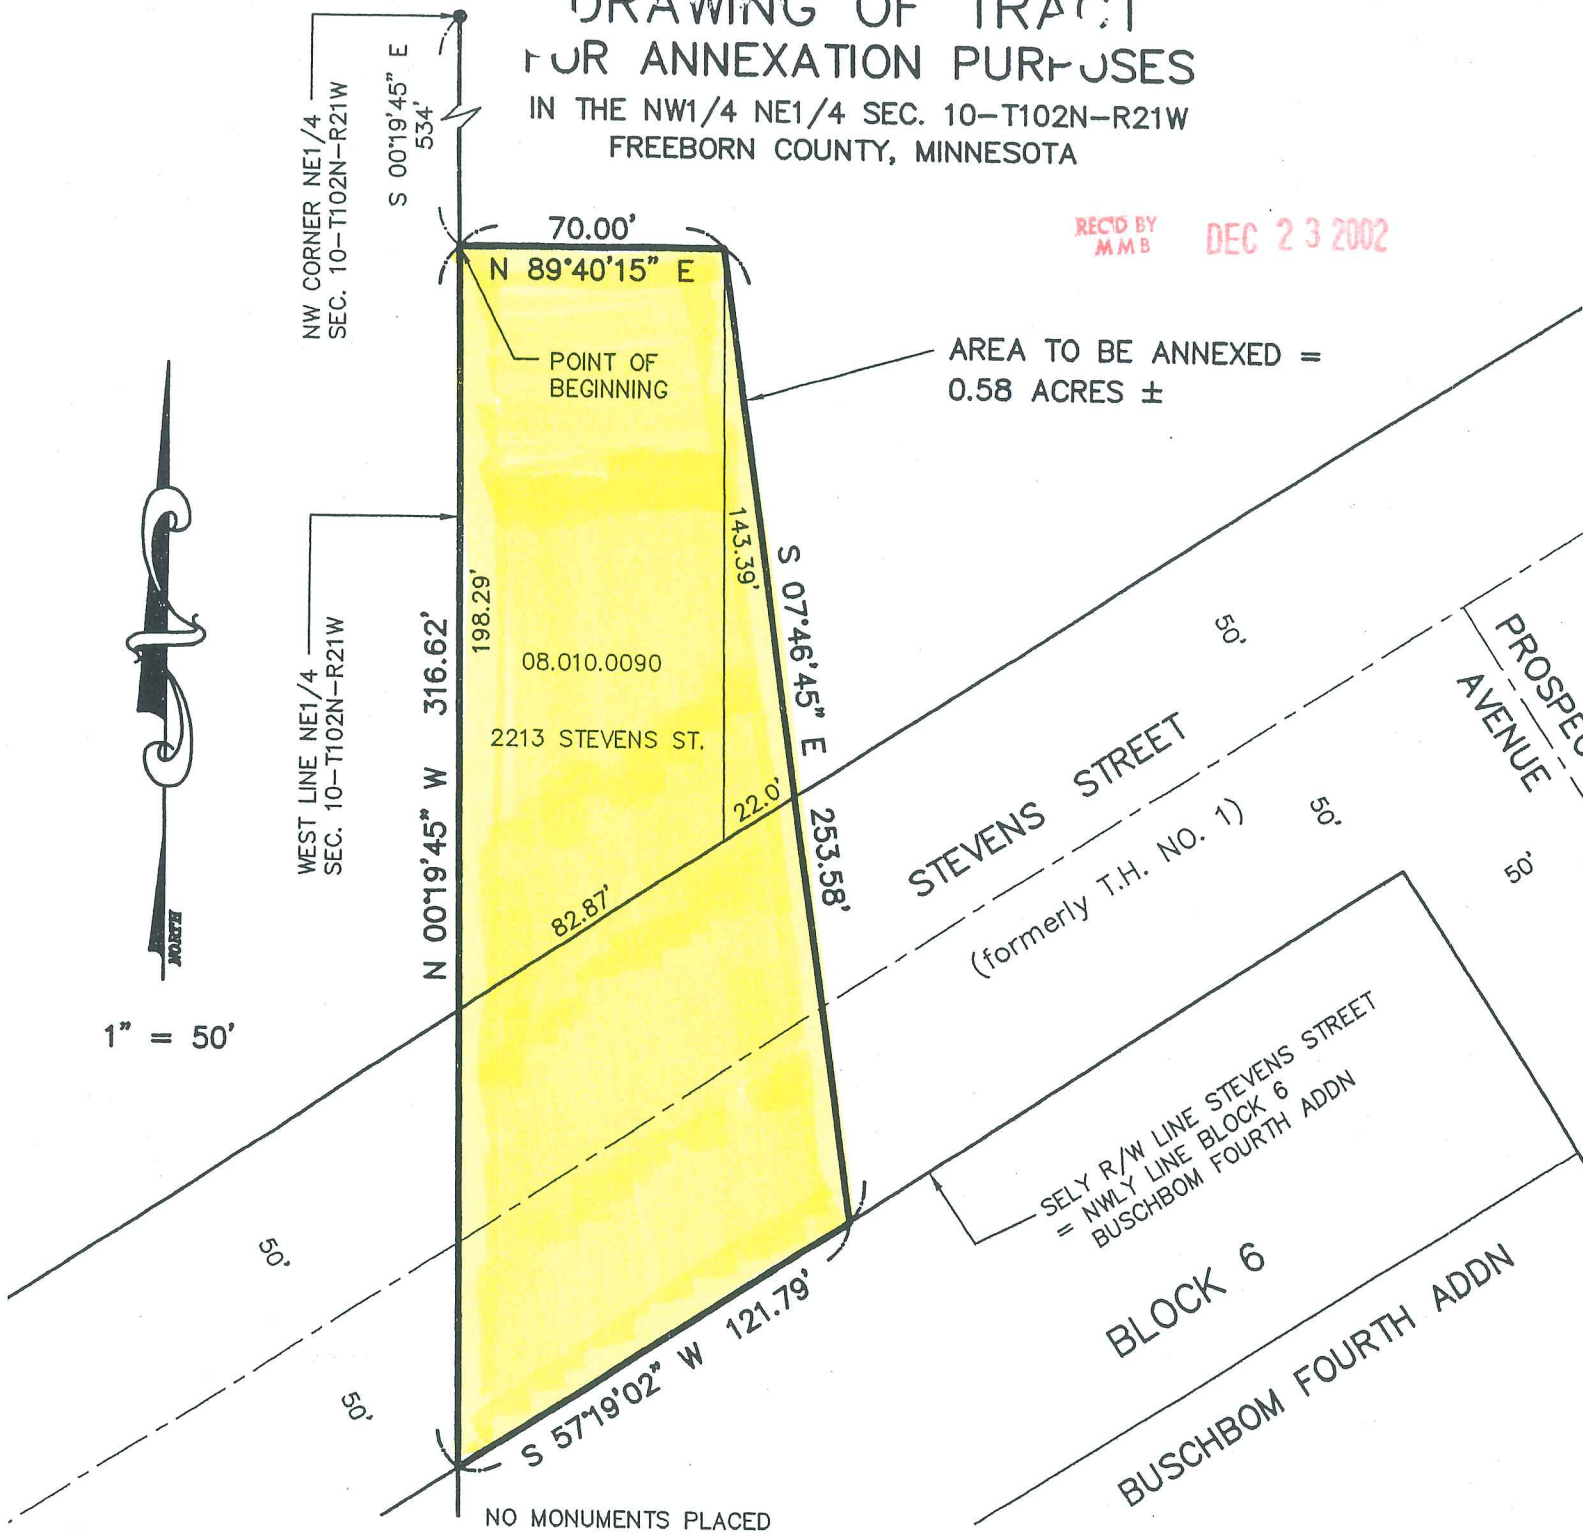 DRAWING OF TRACT
FOR ANNEXATION PURPOSES
IN THE NW1/4 NE1/4 SEC. 10-T102N-R21W
FREEBORN COUNTY, MINNESOTA
NW CORNER NE1/4
SEC. 10-T102N-R21W
S 00°19'45" E
534'
REC'D BY
MMB
DEC 23 2002
70.00'
N 89°40'15" E
POINT OF
BEGINNING
AREA TO BE ANNEXED =
0.58 ACRES ±
WEST LINE NE1/4
SEC. 10-T102N-R21W
N 00°19'45" W 316.62'
198.29'
143.39'
S 07°46'45" E 253.58'
08.010.0090
2213 STEVENS ST.
22.0'
82.87'
NORTH
1" = 50'
STEVENS STREET
(formerly T.H. NO. 1)
50'
50'
50'
PROSPEC
AVENUE
SELY R/W LINE STEVENS STREET
= NWLY LINE BLOCK 6
BUSCHBOM FOURTH ADDN
50'
50'
S 57°19'02" W 121.79'
BLOCK 6
BUSCHBOM FOURTH ADDN
NO MONUMENTS PLACED